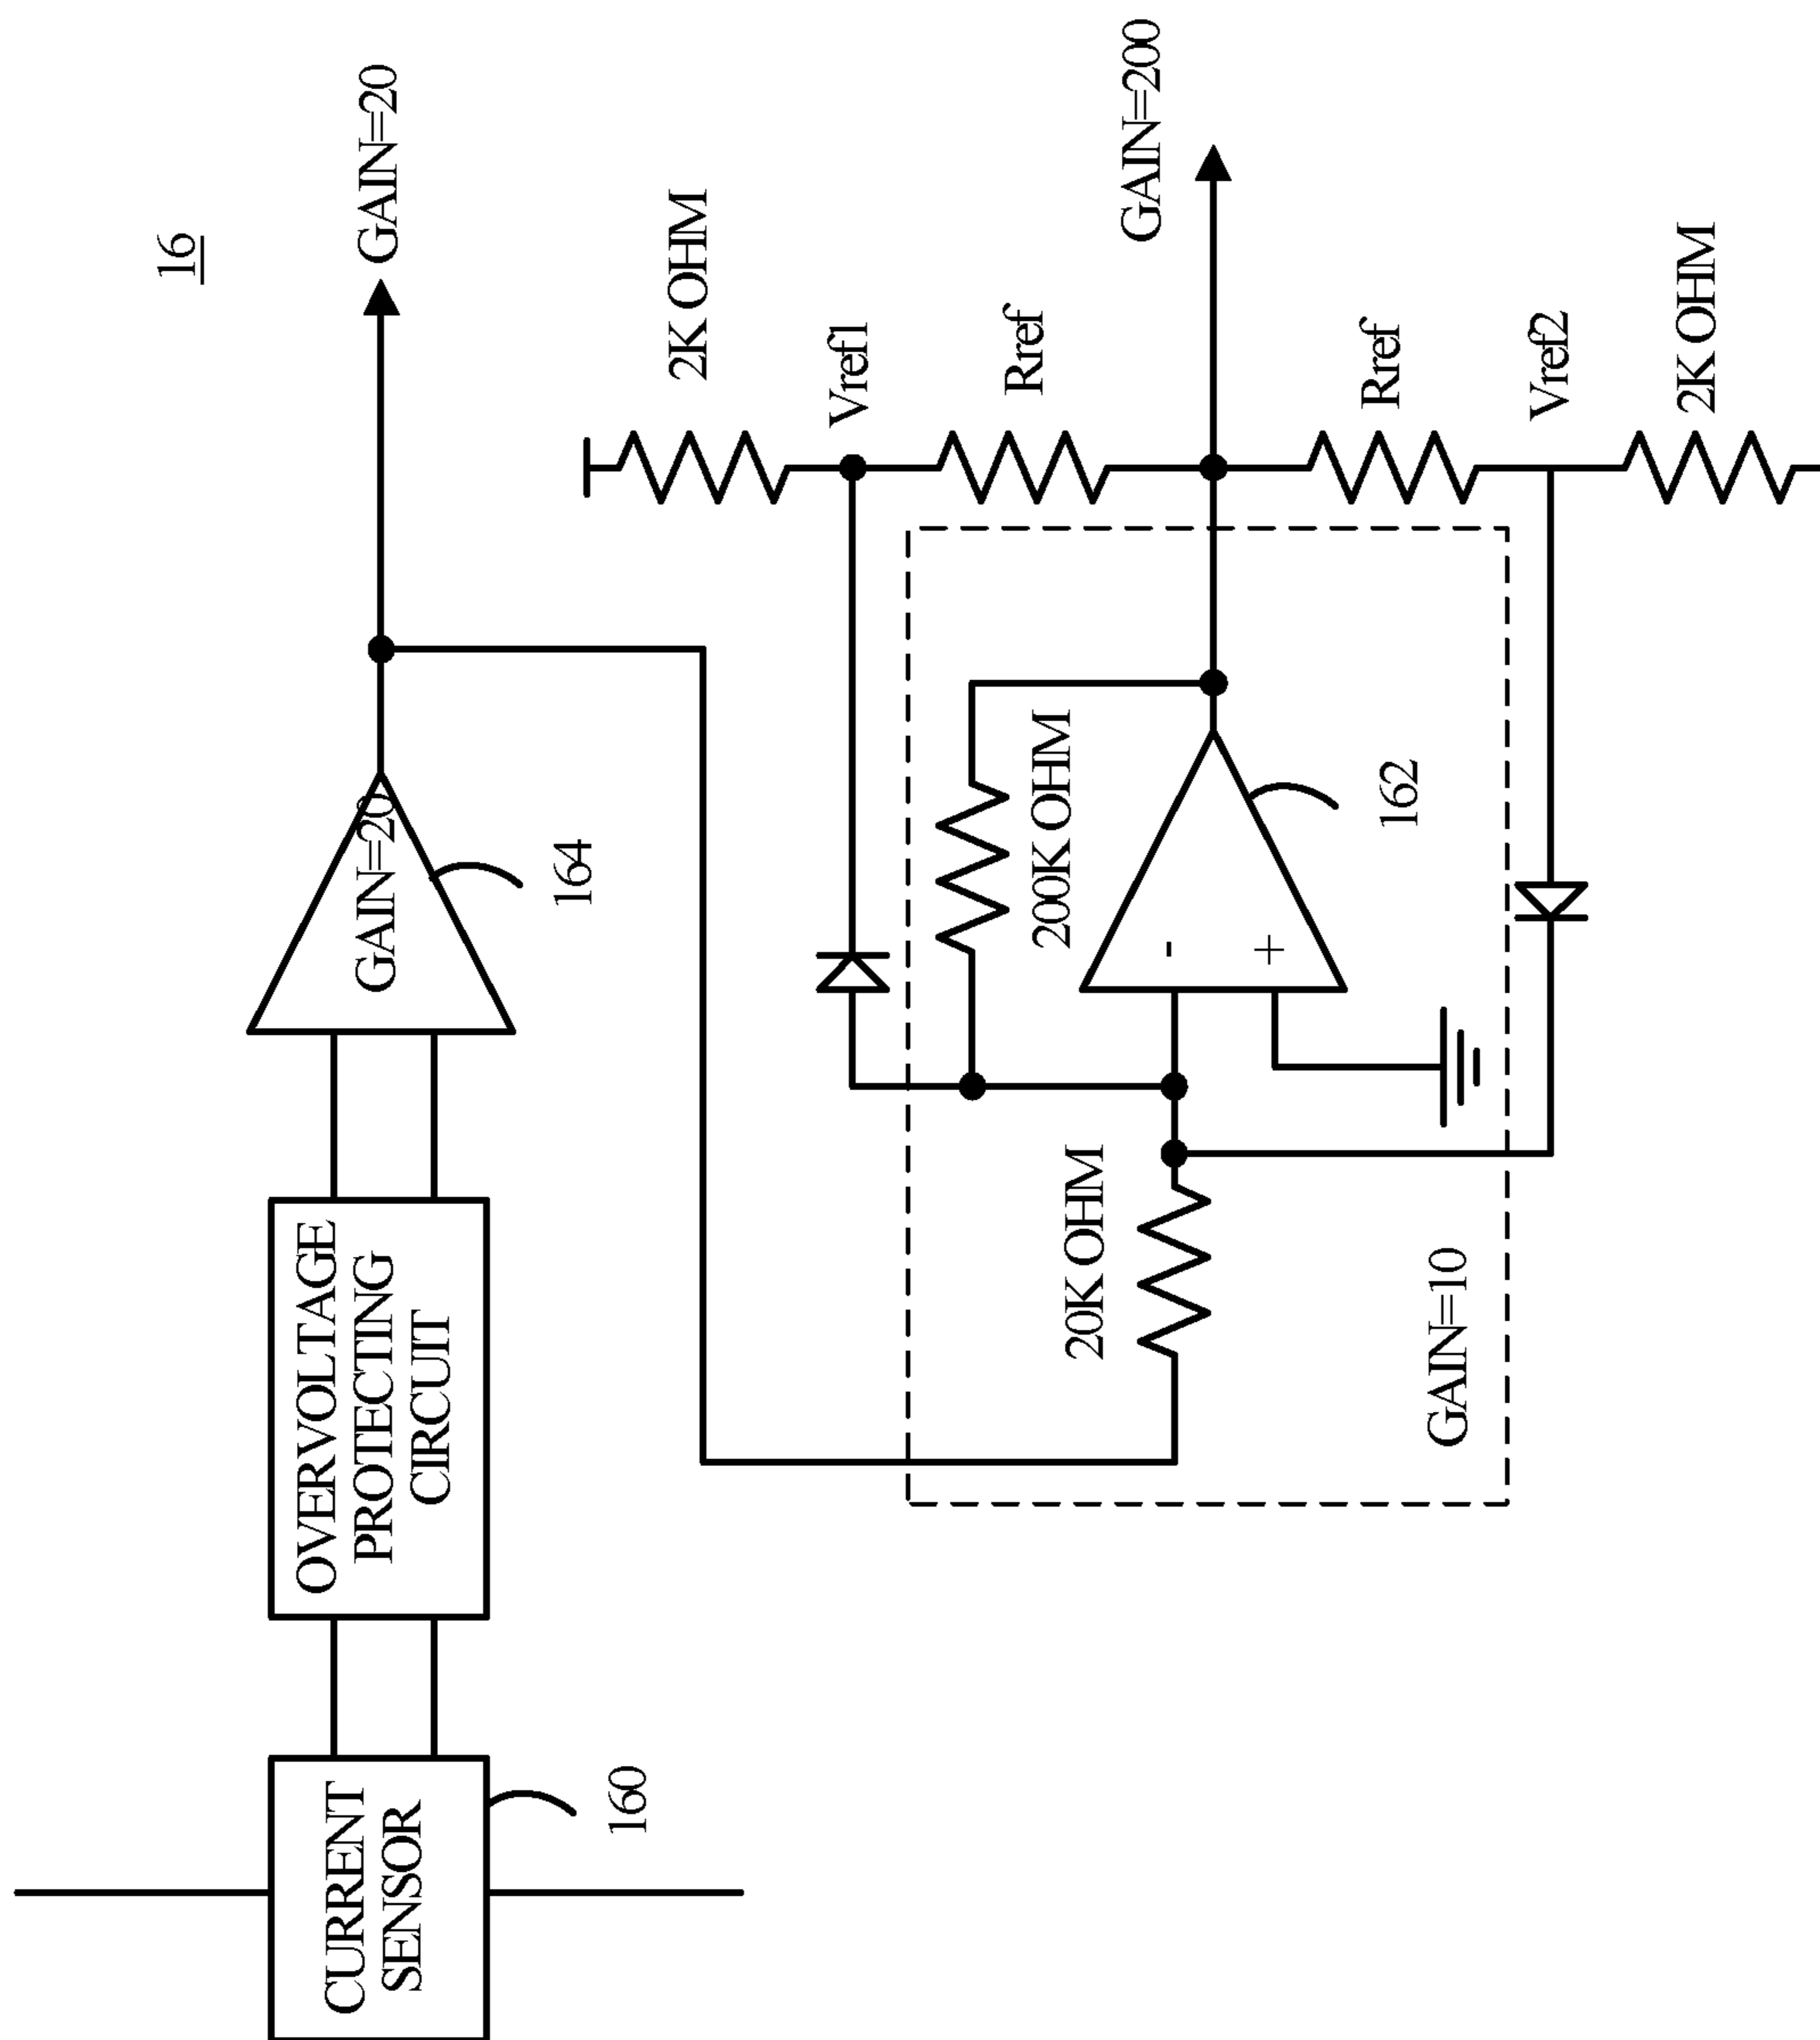 16
GAIN=20
GAIN=20
164
OVERVOLTAGE
PROTECTING
CIRCUIT
CURRENT
SENSOR
160
2K OHM
Vref1
Rref
GAIN=200
Rref
Vref2
2K OHM
200K OHM
-
+
162
20K OHM
GAIN=10